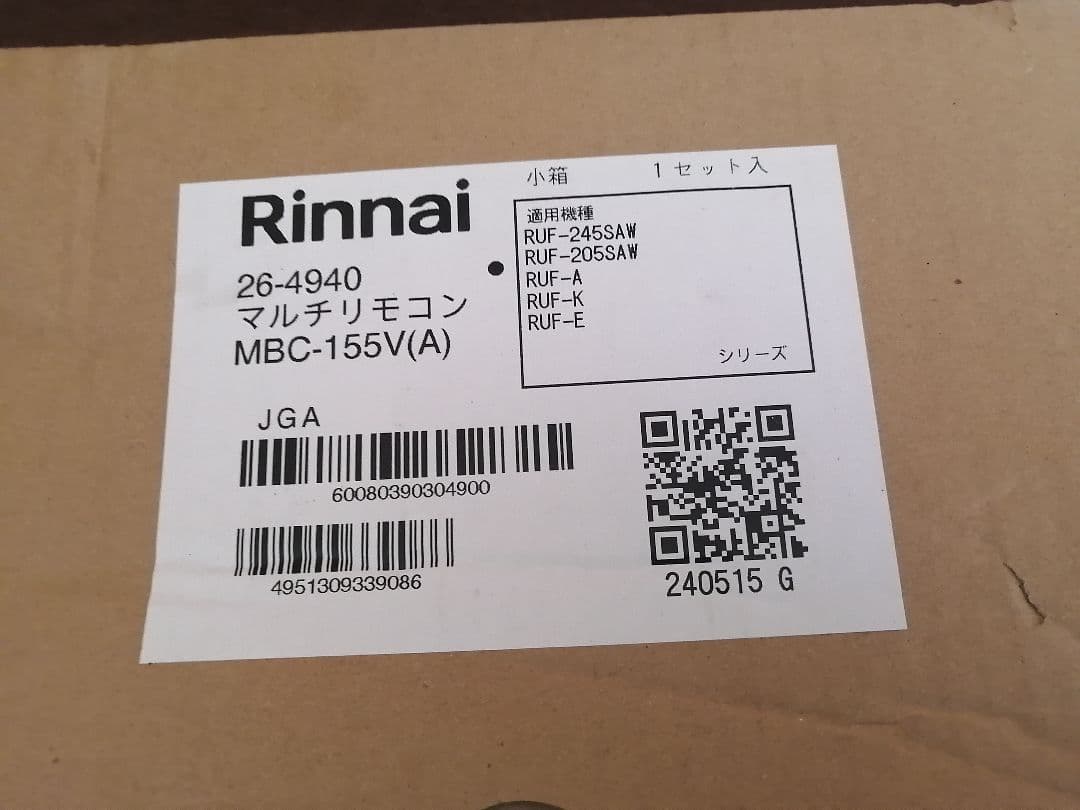 小箱 1セット入
Rinnai
26-4940
マルチリモコン
MBC-155V(A)
適用機種
RUF-245SAW
RUF-205SAW
RUF-A
RUF-K
RUF-E
シリーズ
JGA
60080390304900
4951309339086
240515 G